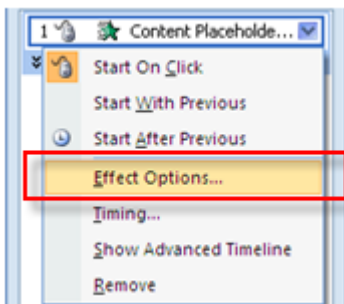 1 Content Placeholde...
Start On Click
Start With Previous
Start After Previous
Effect Options...
Timing...
Show Advanced Timeline
Remove